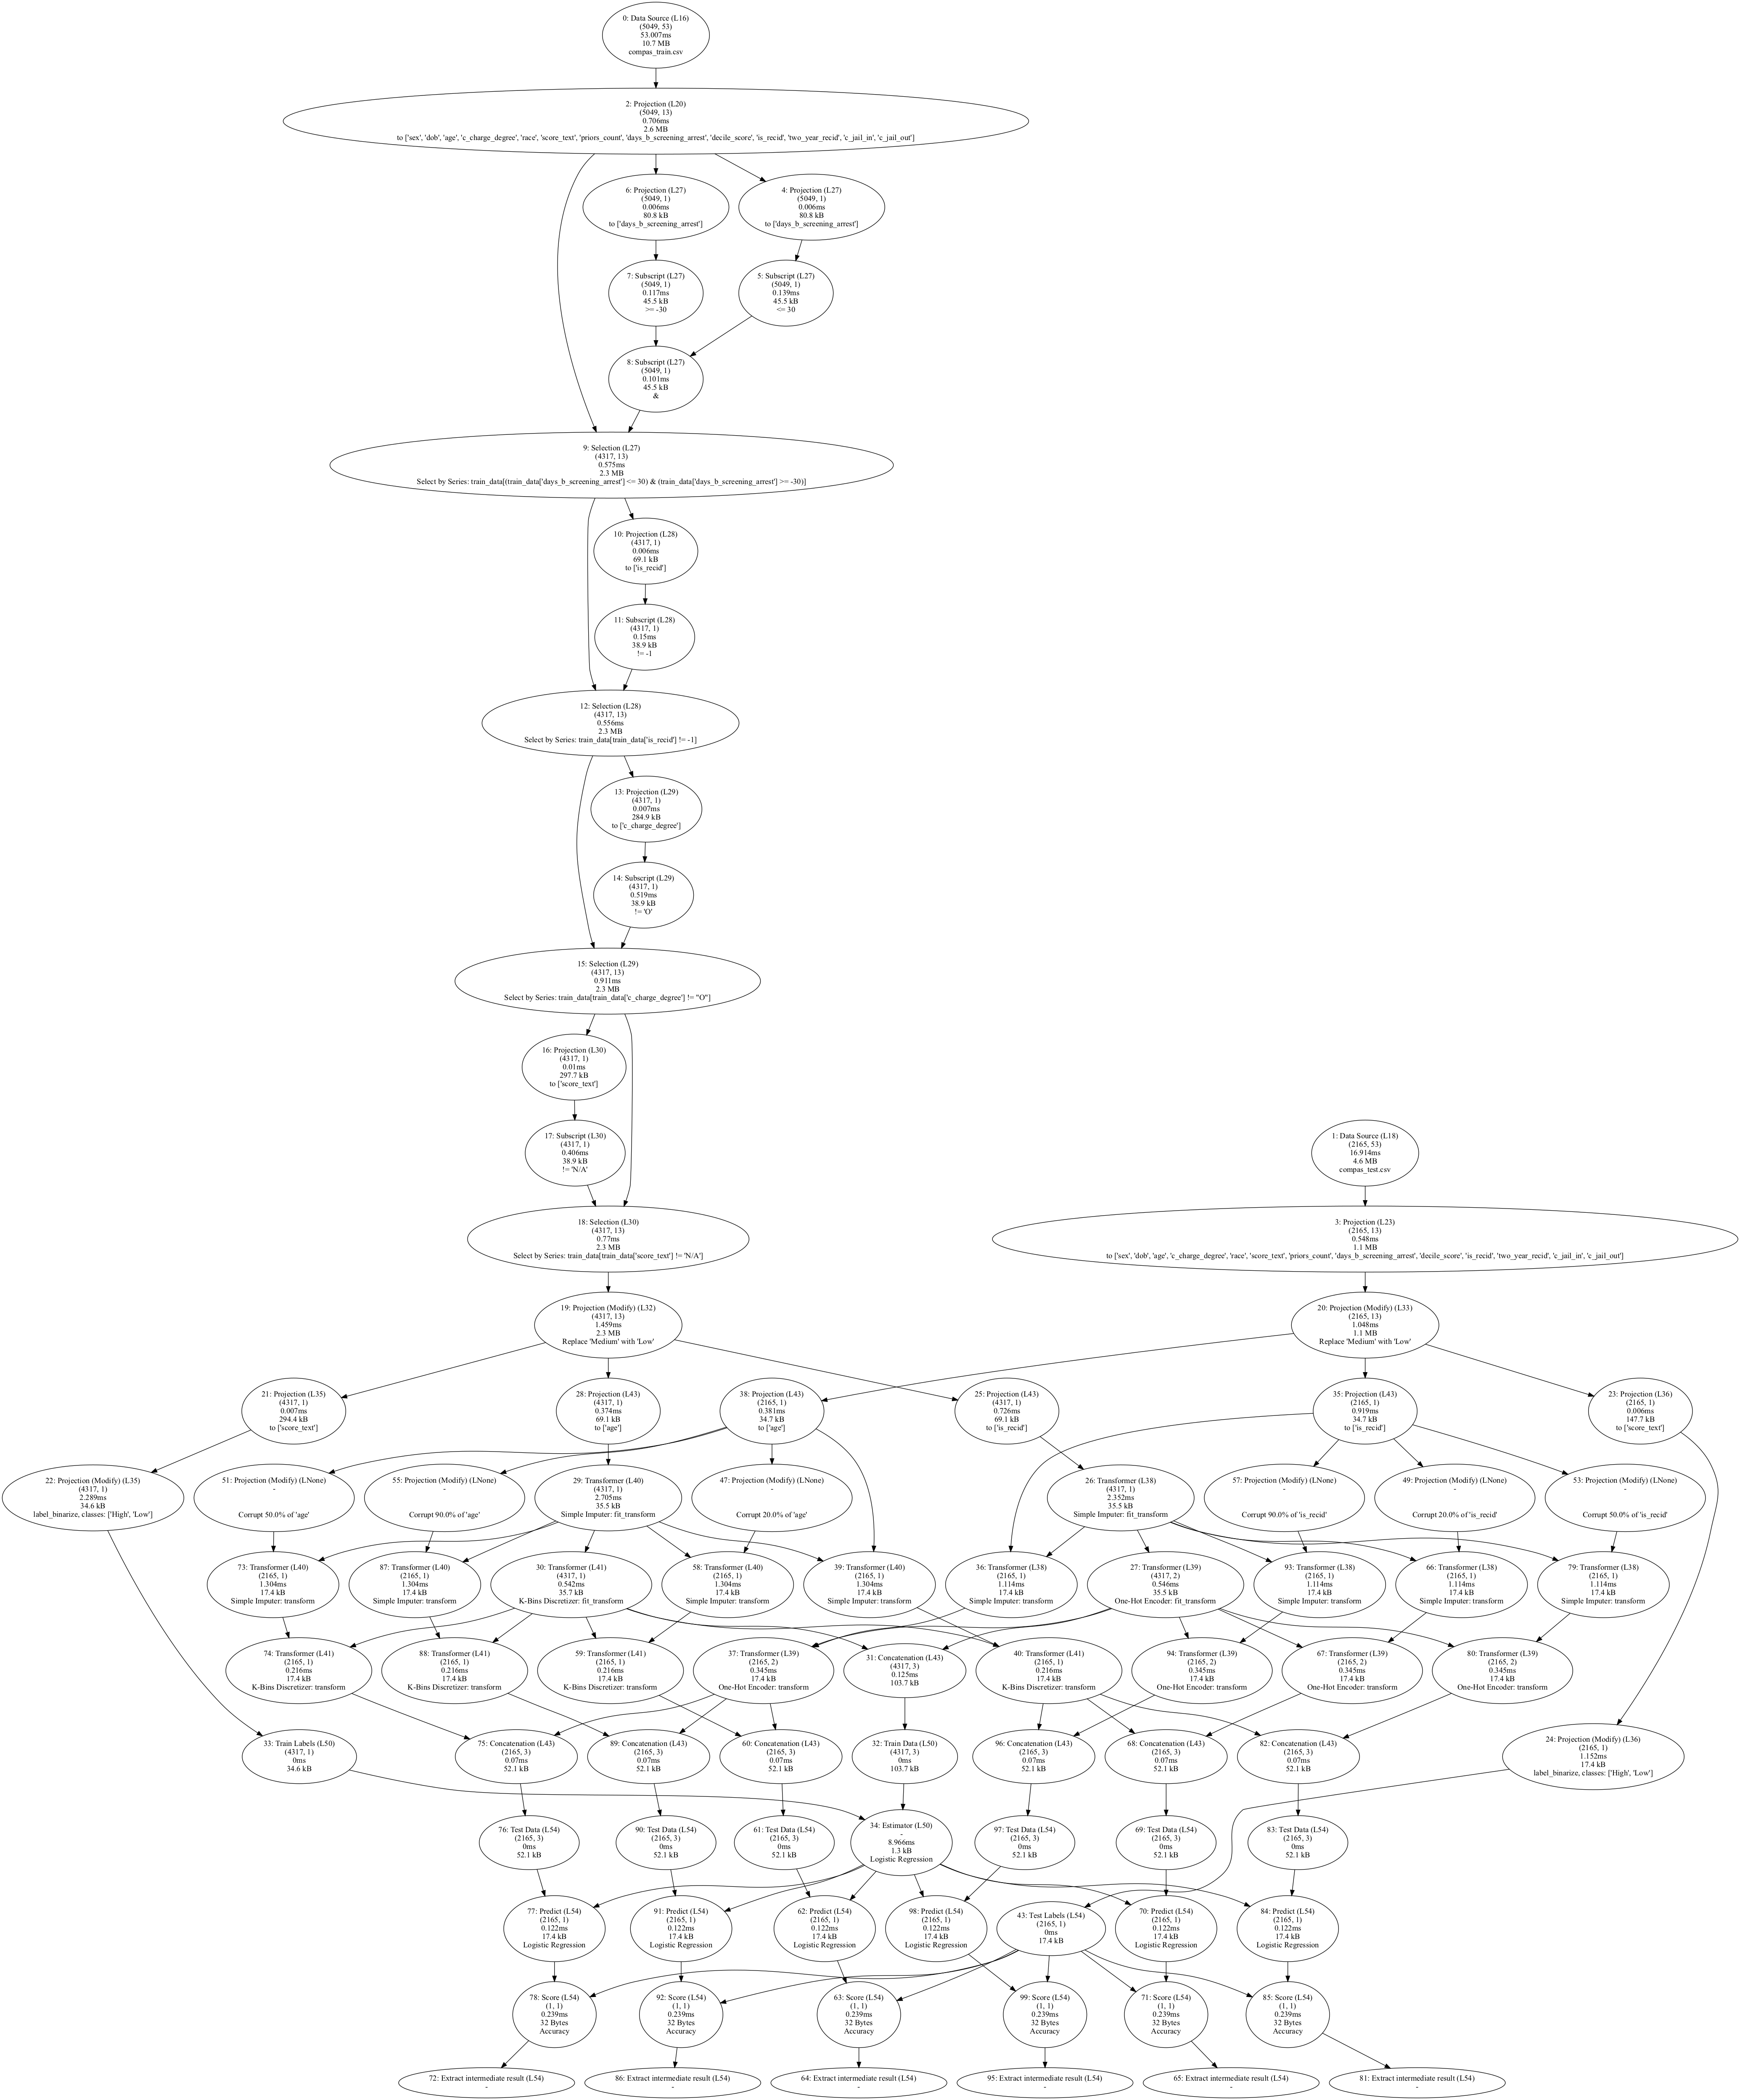 0: Data Source (L16)
(5049, 53)
53.007ms
10.7 MB
compas_train.csv
2: Projection (L20)
(5049, 13)
0.706ms
2.6 MB
to ['sex', 'dob', 'age', 'c_charge_degree', 'race', 'score_text', 'priors_count', 'days_b_screening_arrest', 'decile_score', 'is_recid', 'two_year_recid', 'c_jail_in', 'c_jail_out']
6: Projection (L27)
(5049, 1)
0.006ms
80.8 kB
to ['days_b_screening_arrest']
4: Projection (L27)
(5049, 1)
0.006ms
80.8 kB
to ['days_b_screening_arrest']
7: Subscript (L27)
(5049, 1)
0.117ms
45.5 kB
>= -30
5: Subscript (L27)
(5049, 1)
0.139ms
45.5 kB
<= 30
8: Subscript (L27)
(5049, 1)
0.101ms
45.5 kB
&
9: Selection (L27)
(4317, 13)
0.575ms
2.3 MB
Select by Series: train_data[(train_data['days_b_screening_arrest'] <= 30) & (train_data['days_b_screening_arrest'] >= -30)]
10: Projection (L28)
(4317, 1)
0.006ms
69.1 kB
to ['is_recid']
11: Subscript (L28)
(4317, 1)
0.15ms
38.9 kB
!= -1
12: Selection (L28)
(4317, 13)
0.556ms
2.3 MB
Select by Series: train_data[train_data['is_recid'] != -1]
13: Projection (L29)
(4317, 1)
0.007ms
284.9 kB
to ['c_charge_degree']
14: Subscript (L29)
(4317, 1)
0.519ms
38.9 kB
!= 'O'
15: Selection (L29)
(4317, 13)
0.911ms
2.3 MB
Select by Series: train_data[train_data['c_charge_degree'] != "O"]
16: Projection (L30)
(4317, 1)
0.01ms
297.7 kB
to ['score_text']
17: Subscript (L30)
(4317, 1)
0.406ms
38.9 kB
!= 'N/A'
1: Data Source (L18)
(2165, 53)
16.914ms
4.6 MB
compas_test.csv
18: Selection (L30)
(4317, 13)
0.77ms
2.3 MB
Select by Series: train_data[train_data['score_text'] != 'N/A']
3: Projection (L23)
(2165, 13)
0.548ms
1.1 MB
to ['sex', 'dob', 'age', 'c_charge_degree', 'race', 'score_text', 'priors_count', 'days_b_screening_arrest', 'decile_score', 'is_recid', 'two_year_recid', 'c_jail_in', 'c_jail_out']
19: Projection (Modify) (L32)
(4317, 13)
1.459ms
2.3 MB
Replace 'Medium' with 'Low'
20: Projection (Modify) (L33)
(2165, 13)
1.048ms
1.1 MB
Replace 'Medium' with 'Low'
21: Projection (L35)
(4317, 1)
0.007ms
294.4 kB
to ['score_text']
28: Projection (L43)
(4317, 1)
0.374ms
69.1 kB
to ['age']
38: Projection (L43)
(2165, 1)
0.381ms
34.7 kB
to ['age']
25: Projection (L43)
(4317, 1)
0.726ms
69.1 kB
to ['is_recid']
35: Projection (L43)
(2165, 1)
0.919ms
34.7 kB
to ['is_recid']
23: Projection (L36)
(2165, 1)
0.006ms
147.7 kB
to ['score_text']
22: Projection (Modify) (L35)
(4317, 1)
2.289ms
34.6 kB
label_binarize, classes: ['High', 'Low']
51: Projection (Modify) (LNone)
-
Corrupt 50.0% of 'age'
55: Projection (Modify) (LNone)
-
Corrupt 90.0% of 'age'
29: Transformer (L40)
(4317, 1)
2.705ms
35.5 kB
Simple Imputer: fit_transform
47: Projection (Modify) (LNone)
-
Corrupt 20.0% of 'age'
26: Transformer (L38)
(4317, 1)
2.352ms
35.5 kB
Simple Imputer: fit_transform
57: Projection (Modify) (LNone)
-
Corrupt 90.0% of 'is_recid'
49: Projection (Modify) (LNone)
-
Corrupt 20.0% of 'is_recid'
53: Projection (Modify) (LNone)
-
Corrupt 50.0% of 'is_recid'
73: Transformer (L40)
(2165, 1)
1.304ms
17.4 kB
Simple Imputer: transform
87: Transformer (L40)
(2165, 1)
1.304ms
17.4 kB
Simple Imputer: transform
30: Transformer (L41)
(4317, 1)
0.542ms
35.7 kB
K-Bins Discretizer: fit_transform
58: Transformer (L40)
(2165, 1)
1.304ms
17.4 kB
Simple Imputer: transform
39: Transformer (L40)
(2165, 1)
1.304ms
17.4 kB
Simple Imputer: transform
36: Transformer (L38)
(2165, 1)
1.114ms
17.4 kB
Simple Imputer: transform
27: Transformer (L39)
(4317, 2)
0.546ms
35.5 kB
One-Hot Encoder: fit_transform
93: Transformer (L38)
(2165, 1)
1.114ms
17.4 kB
Simple Imputer: transform
66: Transformer (L38)
(2165, 1)
1.114ms
17.4 kB
Simple Imputer: transform
79: Transformer (L38)
(2165, 1)
1.114ms
17.4 kB
Simple Imputer: transform
74: Transformer (L41)
(2165, 1)
0.216ms
17.4 kB
K-Bins Discretizer: transform
88: Transformer (L41)
(2165, 1)
0.216ms
17.4 kB
K-Bins Discretizer: transform
59: Transformer (L41)
(2165, 1)
0.216ms
17.4 kB
K-Bins Discretizer: transform
37: Transformer (L39)
(2165, 2)
0.345ms
17.4 kB
One-Hot Encoder: transform
31: Concatenation (L43)
(4317, 3)
0.125ms
103.7 kB
40: Transformer (L41)
(2165, 1)
0.216ms
17.4 kB
K-Bins Discretizer: transform
94: Transformer (L39)
(2165, 2)
0.345ms
17.4 kB
One-Hot Encoder: transform
67: Transformer (L39)
(2165, 2)
0.345ms
17.4 kB
One-Hot Encoder: transform
80: Transformer (L39)
(2165, 2)
0.345ms
17.4 kB
One-Hot Encoder: transform
33: Train Labels (L50)
(4317, 1)
0ms
34.6 kB
75: Concatenation (L43)
(2165, 3)
0.07ms
52.1 kB
89: Concatenation (L43)
(2165, 3)
0.07ms
52.1 kB
60: Concatenation (L43)
(2165, 3)
0.07ms
52.1 kB
32: Train Data (L50)
(4317, 3)
0ms
103.7 kB
96: Concatenation (L43)
(2165, 3)
0.07ms
52.1 kB
68: Concatenation (L43)
(2165, 3)
0.07ms
52.1 kB
82: Concatenation (L43)
(2165, 3)
0.07ms
52.1 kB
24: Projection (Modify) (L36)
(2165, 1)
1.152ms
17.4 kB
label_binarize, classes: ['High', 'Low']
76: Test Data (L54)
(2165, 3)
0ms
52.1 kB
90: Test Data (L54)
(2165, 3)
0ms
52.1 kB
61: Test Data (L54)
(2165, 3)
0ms
52.1 kB
34: Estimator (L50)
-
8.966ms
1.3 kB
Logistic Regression
97: Test Data (L54)
(2165, 3)
0ms
52.1 kB
69: Test Data (L54)
(2165, 3)
0ms
52.1 kB
83: Test Data (L54)
(2165, 3)
0ms
52.1 kB
77: Predict (L54)
(2165, 1)
0.122ms
17.4 kB
Logistic Regression
91: Predict (L54)
(2165, 1)
0.122ms
17.4 kB
Logistic Regression
62: Predict (L54)
(2165, 1)
0.122ms
17.4 kB
Logistic Regression
98: Predict (L54)
(2165, 1)
0.122ms
17.4 kB
Logistic Regression
43: Test Labels (L54)
(2165, 1)
0ms
17.4 kB
70: Predict (L54)
(2165, 1)
0.122ms
17.4 kB
Logistic Regression
84: Predict (L54)
(2165, 1)
0.122ms
17.4 kB
Logistic Regression
78: Score (L54)
(1, 1)
0.239ms
32 Bytes
Accuracy
92: Score (L54)
(1, 1)
0.239ms
32 Bytes
Accuracy
63: Score (L54)
(1, 1)
0.239ms
32 Bytes
Accuracy
99: Score (L54)
(1, 1)
0.239ms
32 Bytes
Accuracy
71: Score (L54)
(1, 1)
0.239ms
32 Bytes
Accuracy
85: Score (L54)
(1, 1)
0.239ms
32 Bytes
Accuracy
72: Extract intermediate result (L54)
-
86: Extract intermediate result (L54)
-
64: Extract intermediate result (L54)
-
95: Extract intermediate result (L54)
-
65: Extract intermediate result (L54)
-
81: Extract intermediate result (L54)
-